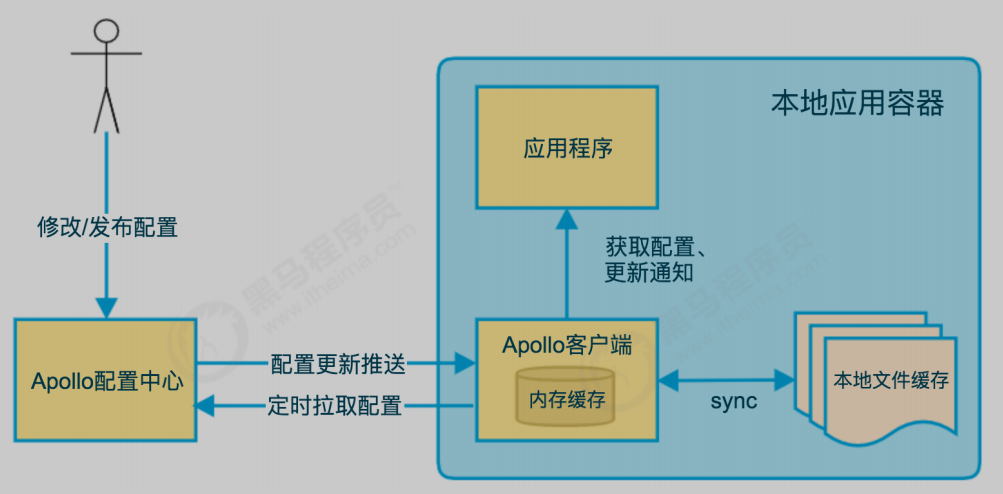 本地应用容器
应用程序
修改/发布配置
获取配置、
更新通知
Apollo配置中心
配置更新推送
定时拉取配置
Apollo客户端
内存缓存
sync
本地文件缓存
黑马程序员
www.itheima.com
黑马程序员
www.itheima.com